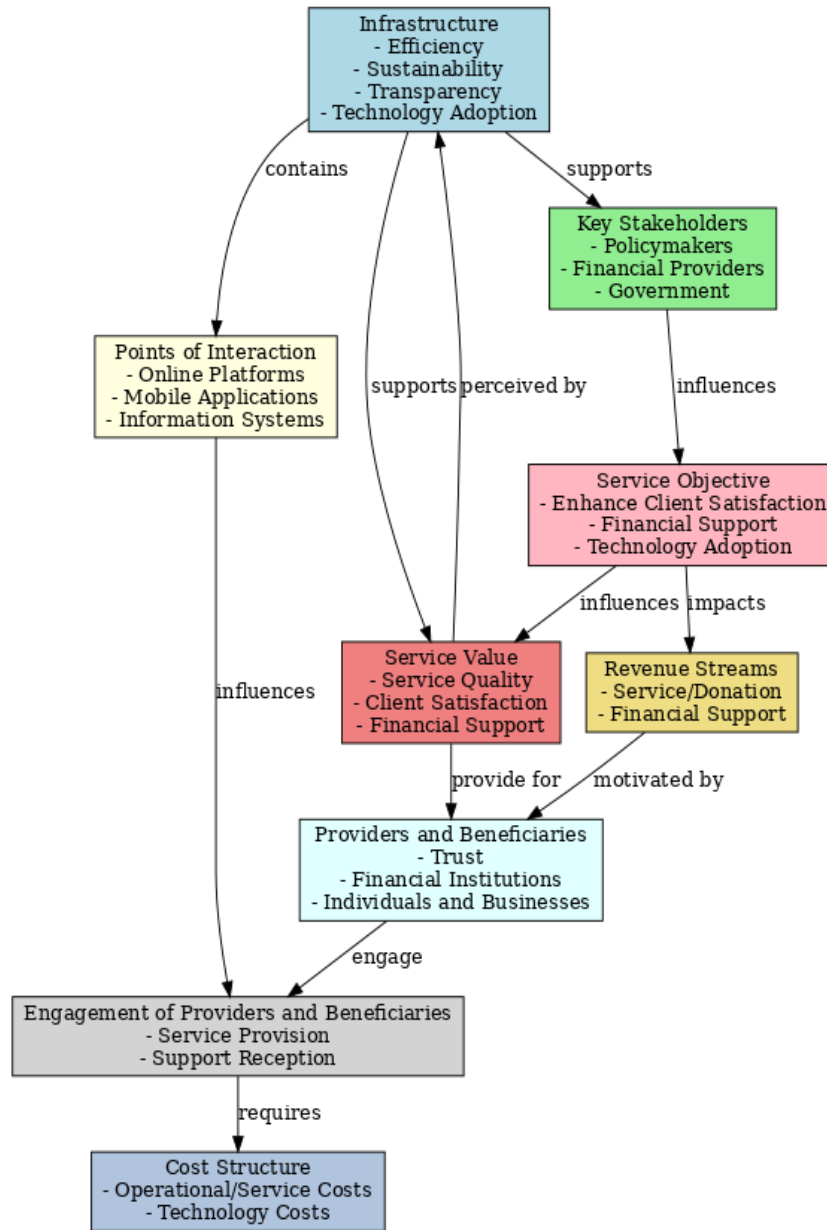 Infrastructure
- Efficiency
- Sustainability
- Transparency
- Technology Adoption
contains
supports
Key Stakeholders
- Policymakers
- Financial Providers
- Government
Points of Interaction
- Online Platforms
- Mobile Applications
- Information Systems
supports
perceived by
influences
Service Objective
- Enhance Client Satisfaction
- Financial Support
- Technology Adoption
influences
impacts
Service Value
- Service Quality
- Client Satisfaction
- Financial Support
Revenue Streams
- Service/Donation
- Financial Support
influences
provide for
motivated by
Providers and Beneficiaries
- Trust
- Financial Institutions
- Individuals and Businesses
engage
Engagement of Providers and Beneficiaries
- Service Provision
- Support Reception
requires
Cost Structure
- Operational/Service Costs
- Technology Costs